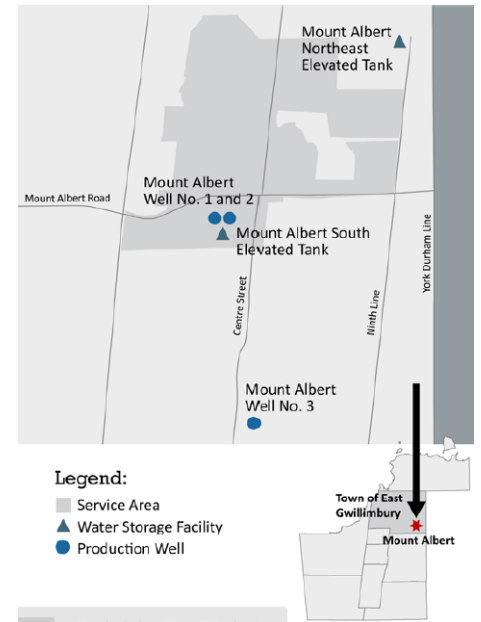 Mount Albert
Northeast
Elevated Tank
Mount Albert
Well No. 1 and 2
Mount Albert Road
Mount Albert South
Elevated Tank
Centre Street
Ninth Line
York Durham Line
Mount Albert
Well No. 3
Legend:
Service Area
Water Storage Facility
Production Well
Town of East
Gwillimbury
Mount Albert